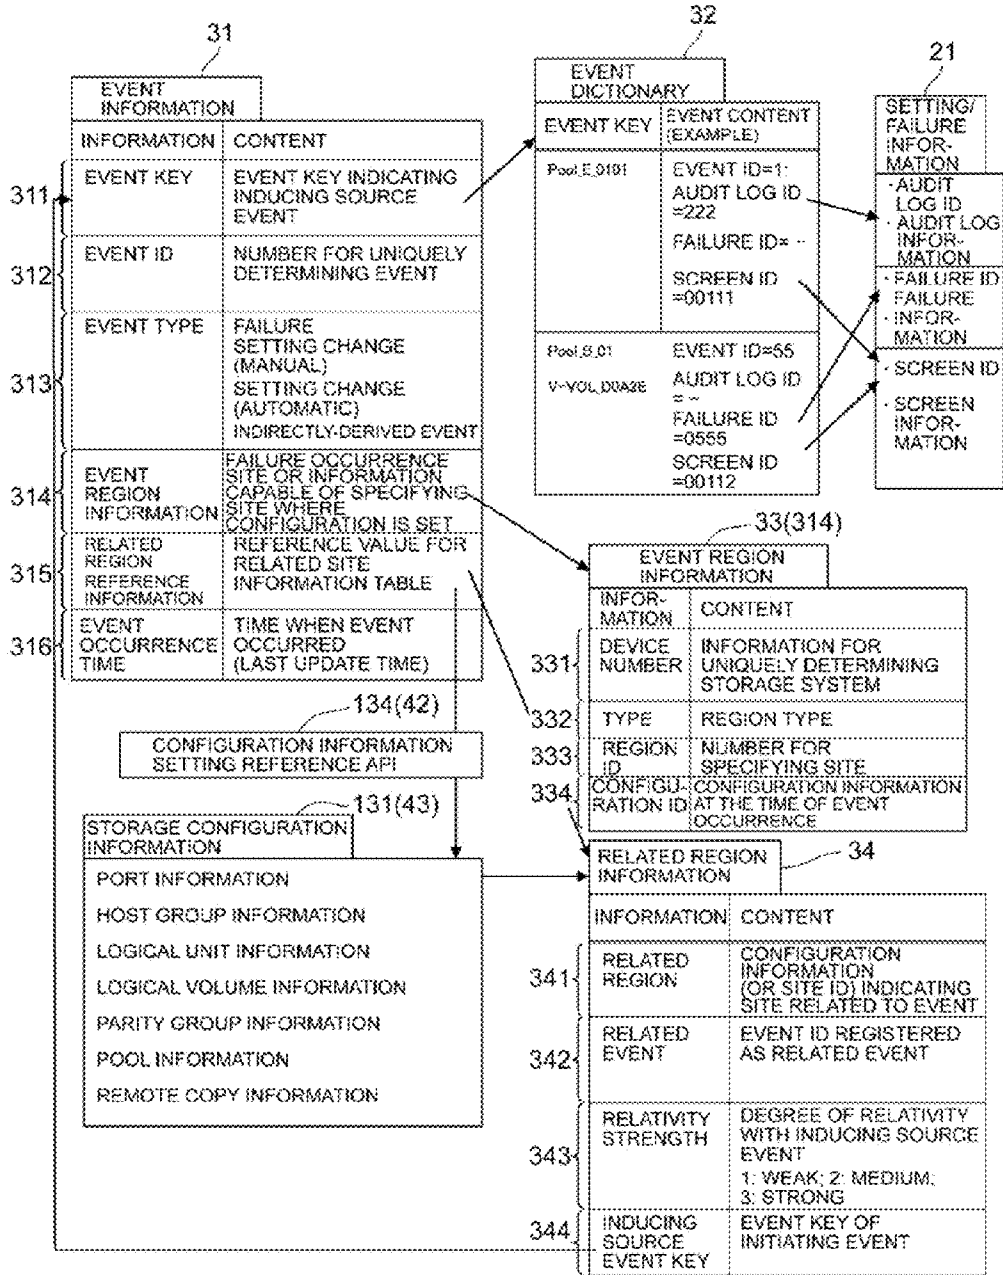 31
EVENT
INFORMATION
INFORMATION CONTENT
311 EVENT KEY EVENT KEY INDICATING
INDUCING SOURCE
EVENT
312 EVENT ID NUMBER FOR UNIQUELY
DETERMINING EVENT
313 EVENT TYPE FAILURE
SETTING CHANGE
(MANUAL)
SETTING CHANGE
(AUTOMATIC)
INDIRECTLY-DERIVED EVENT
314 EVENT
REGION
INFORMATION
FAILURE OCCURRENCE
SITE OR INFORMATION
CAPABLE OF SPECIFYING
SITE WHERE
CONFIGURATION IS SET
315 RELATED
REGION
REFERENCE
INFORMATION
REFERENCE VALUE FOR
RELATED SITE
INFORMATION TABLE
316 EVENT
OCCURRENCE
TIME
TIME WHEN EVENT
OCCURRED
(LAST UPDATE TIME)
32
EVENT
DICTIONARY
EVENT KEY EVENT CONTENT
(EXAMPLE)
Pool_E_0101 EVENT ID=1:
AUDIT LOG ID
=222
FAILURE ID= --
SCREEN ID
=00111
Pool_B_01 EVENT ID=55
V-VOL_D0A2E AUDIT LOG ID
= --
FAILURE ID
=0555
SCREEN ID
=00112
21
SETTING/
FAILURE
INFOR-
MATION
· AUDIT
LOG ID
· AUDIT LOG
INFOR-
MATION
· FAILURE ID
FAILURE
· INFOR-
MATION
· SCREEN ID
· SCREEN
INFOR-
MATION
33(314)
EVENT REGION
INFORMATION
INFOR-
MATION
CONTENT
331 DEVICE
NUMBER
INFORMATION FOR
UNIQUELY DETERMINING
STORAGE SYSTEM
332 TYPE REGION TYPE
333 REGION
ID
NUMBER FOR
SPECIFYING SITE
334 CONFIGU-
RATION ID
CONFIGURATION INFORMATION
AT THE TIME OF EVENT
OCCURRENCE
134(42)
CONFIGURATION INFORMATION
SETTING REFERENCE API
131(43)
STORAGE CONFIGURATION
INFORMATION
PORT INFORMATION
HOST GROUP INFORMATION
LOGICAL UNIT INFORMATION
LOGICAL VOLUME INFORMATION
PARITY GROUP INFORMATION
POOL INFORMATION
REMOTE COPY INFORMATION
34
RELATED REGION
INFORMATION
INFORMATION CONTENT
341 RELATED
REGION
CONFIGURATION
INFORMATION
(OR SITE ID) INDICATING
SITE RELATED TO EVENT
342 RELATED
EVENT
EVENT ID REGISTERED
AS RELATED EVENT
343 RELATIVITY
STRENGTH
DEGREE OF RELATIVITY
WITH INDUCING SOURCE
EVENT
1: WEAK; 2: MEDIUM;
3: STRONG
344 INDUCING
SOURCE
EVENT KEY
EVENT KEY OF
INITIATING EVENT